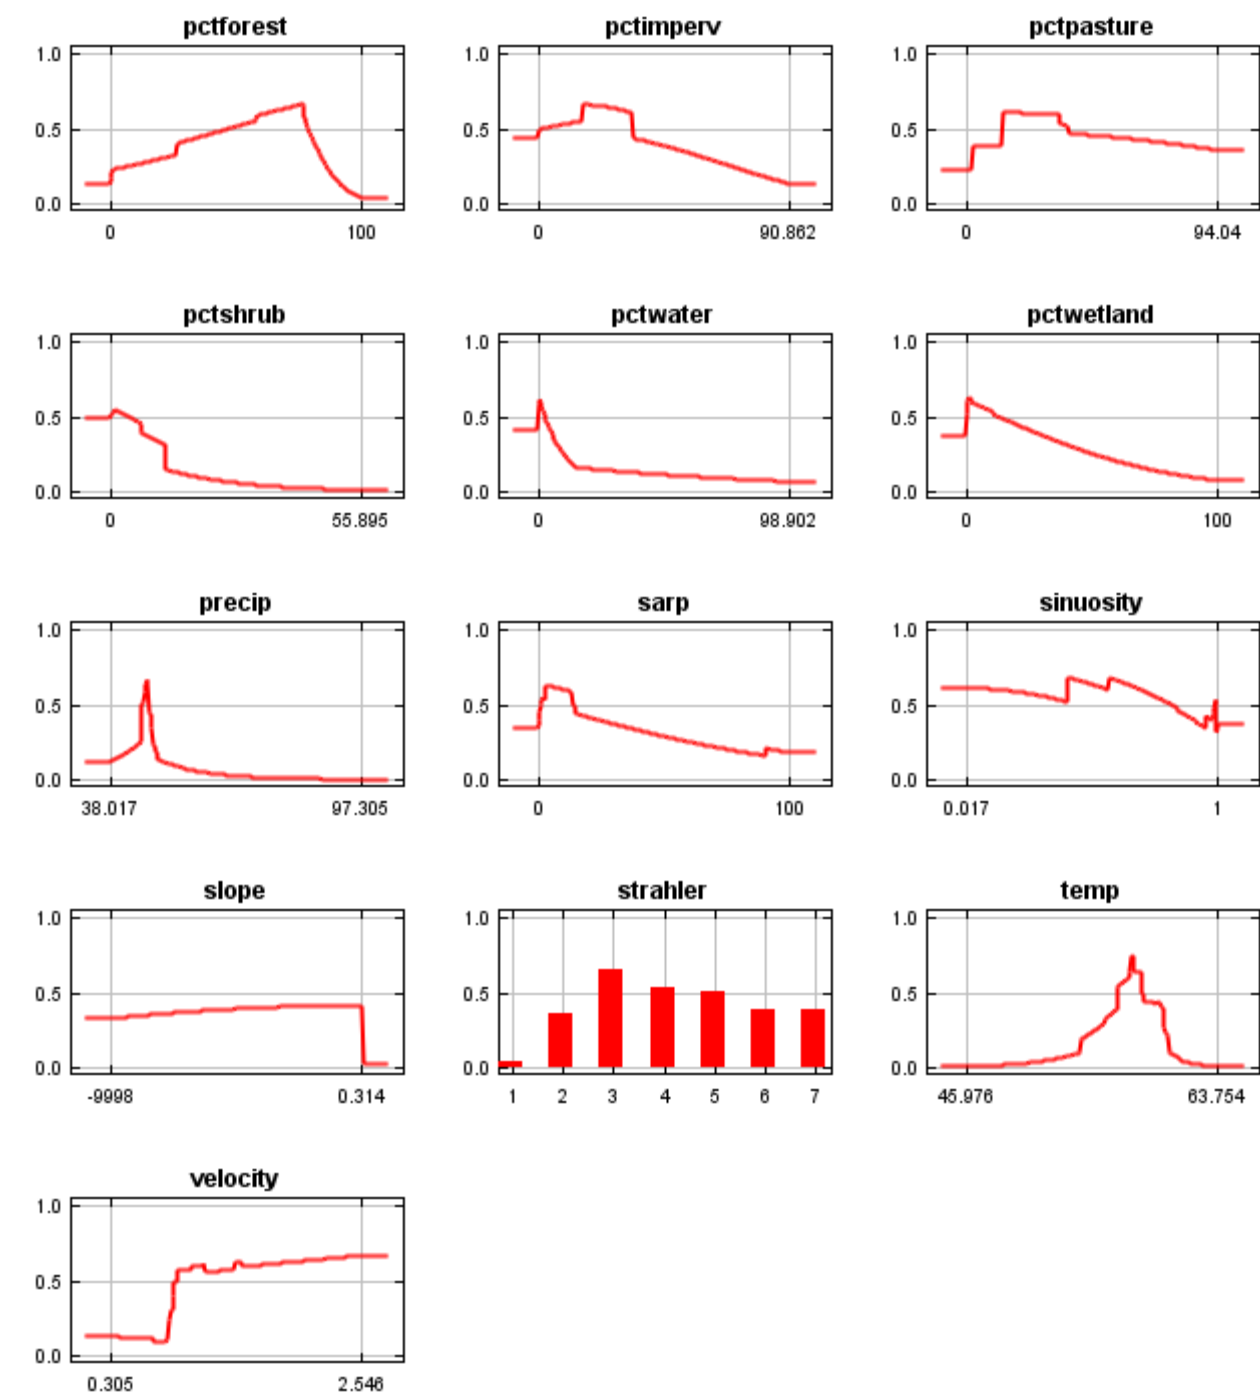 pctforest pctimperv pctpasture
1.0 1.0 1.0
0.5 0.5 0.5
0.0 0.0 0.0
0 100 0 90.862 0 94.04
pctshrub pctwater pctwetland
1.0 1.0 1.0
0.5 0.5 0.5
0.0 0.0 0.0
0 55.895 0 98.902 0 100
precip sarp sinuosity
1.0 1.0 1.0
0.5 0.5 0.5
0.0 0.0 0.0
38.017 97.305 0 100 0.017 1
slope strahler temp
1.0 1.0 1.0
0.5 0.5 0.5
0.0 0.0 0.0
-9998 0.314 1 2 3 4 5 6 7 45.976 63.754
velocity
1.0
0.5
0.0
0.305 2.546